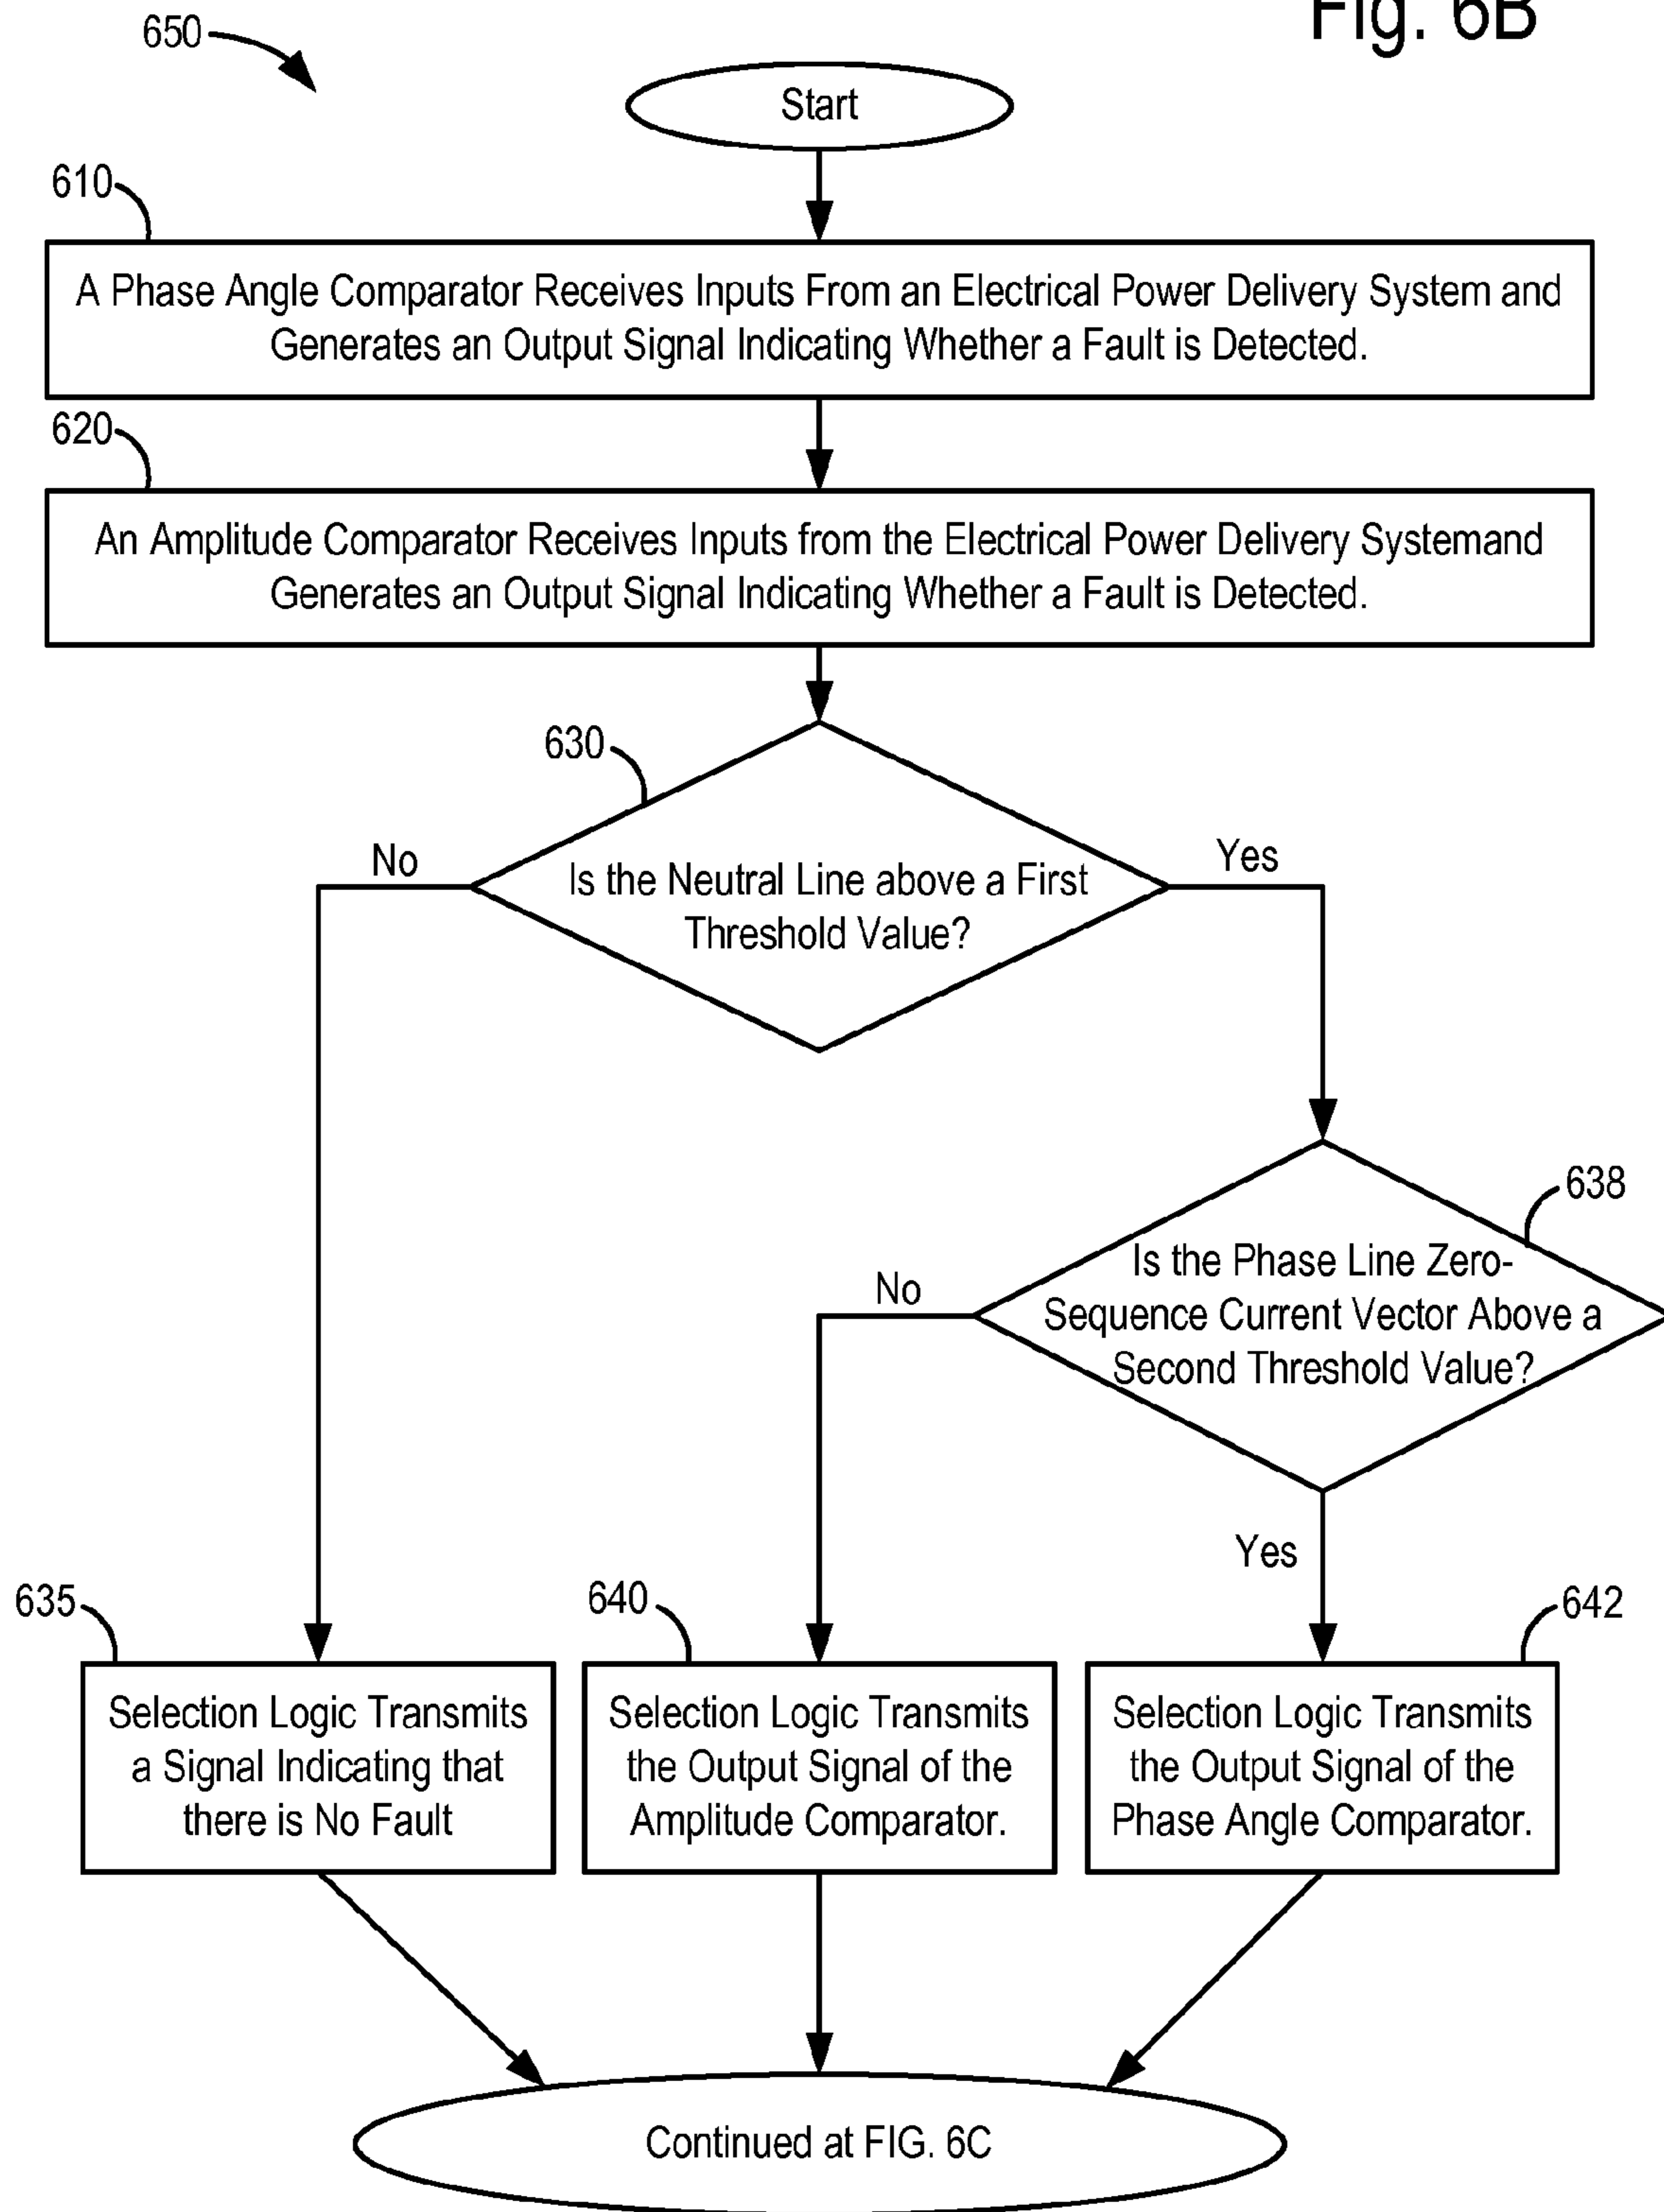 Fig. 6B
650
Start
610
A Phase Angle Comparator Receives Inputs From an Electrical Power Delivery System and
Generates an Output Signal Indicating Whether a Fault is Detected.
620
An Amplitude Comparator Receives Inputs from the Electrical Power Delivery Systemand
Generates an Output Signal Indicating Whether a Fault is Detected.
630
No
Yes
Is the Neutral Line above a First
Threshold Value?
638
No
Is the Phase Line Zero-
Sequence Current Vector Above a
Second Threshold Value?
Yes
635
640
642
Selection Logic Transmits
a Signal Indicating that
there is No Fault
Selection Logic Transmits
the Output Signal of the
Amplitude Comparator.
Selection Logic Transmits
the Output Signal of the
Phase Angle Comparator.
Continued at FIG. 6C